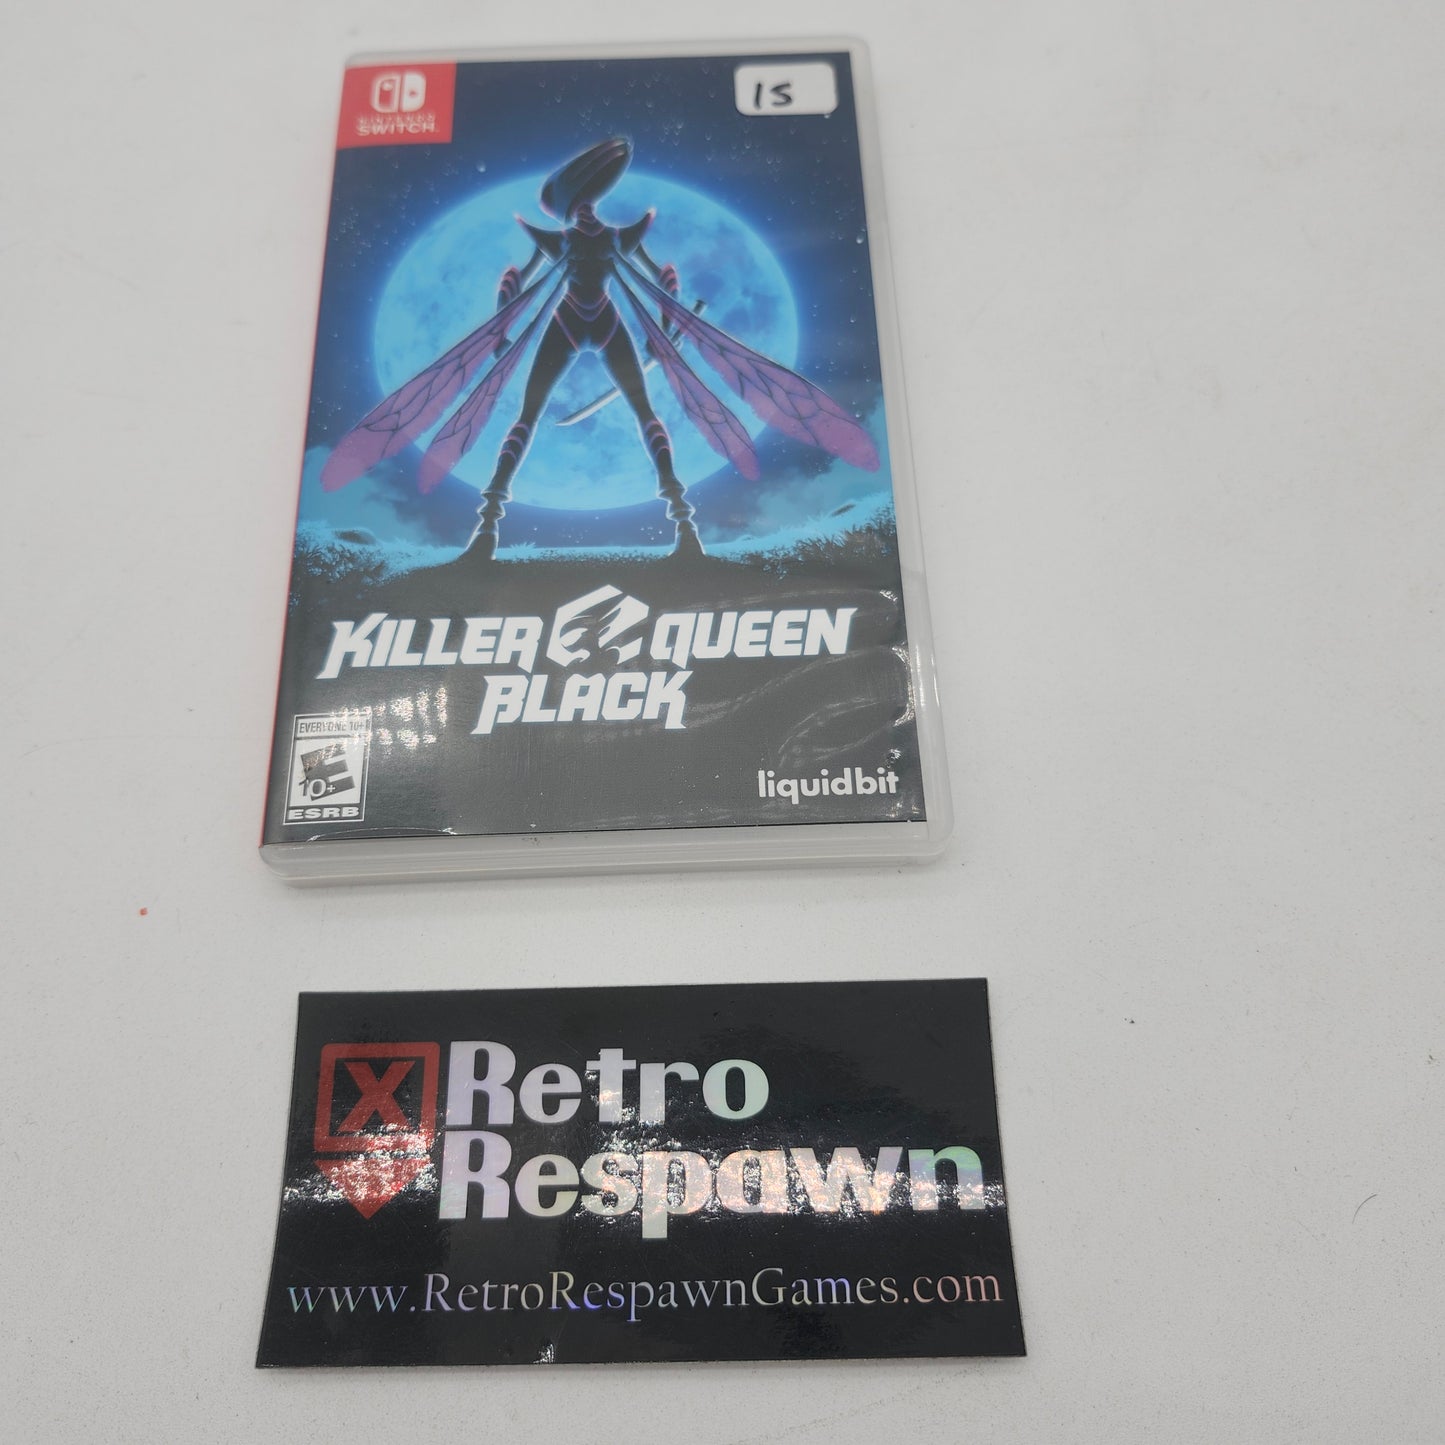 NINTENDO
SWITCH
15
KILLER QUEEN
BLACK
EVERYONE 10+
E
10+
ESRB
liquidbit
X Retro
Respawn
www.RetroRespawnGames.com